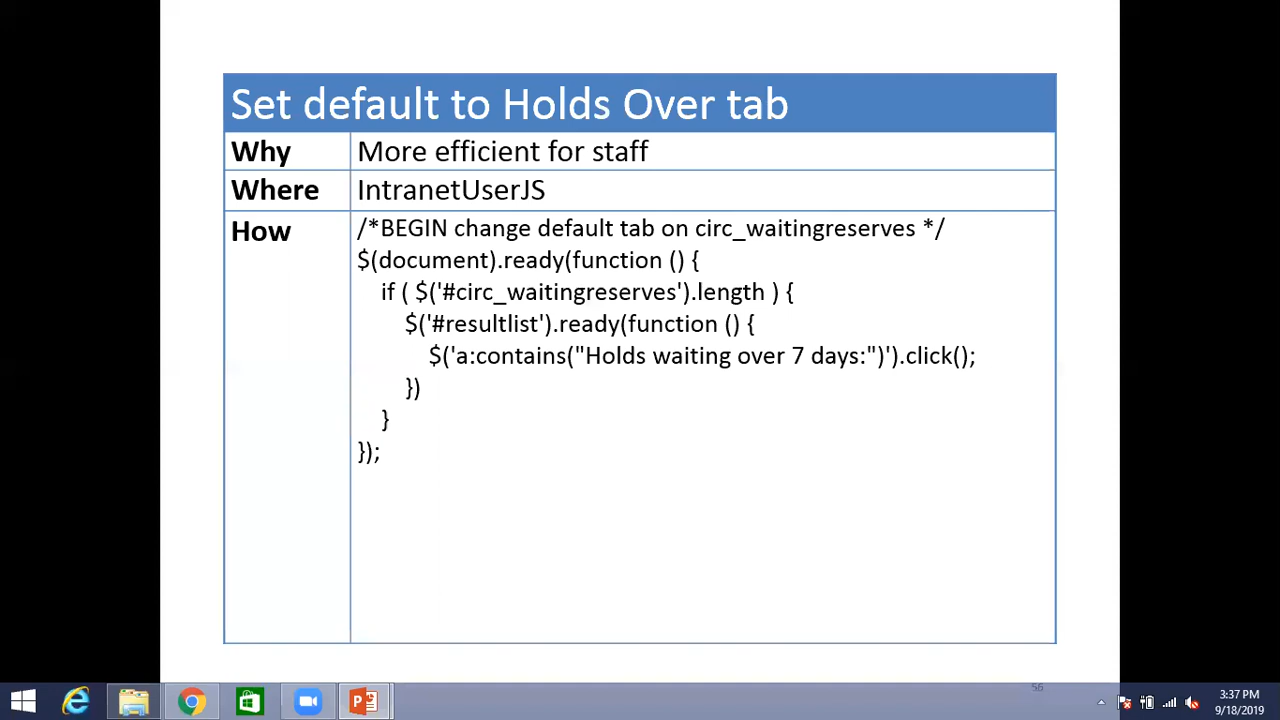 Set default to Holds Over tab
Why More efficient for staff
Where IntranetUserJS
How /*BEGIN change default tab on circ_waitingreserves */
$(document).ready(function () {
if ( $('#circ_waitingreserves').length ) {
$('#resultlist').ready(function () {
$('a:contains("Holds waiting over 7 days:")').click();
})
}
});
56
3:37 PM
9/18/2019